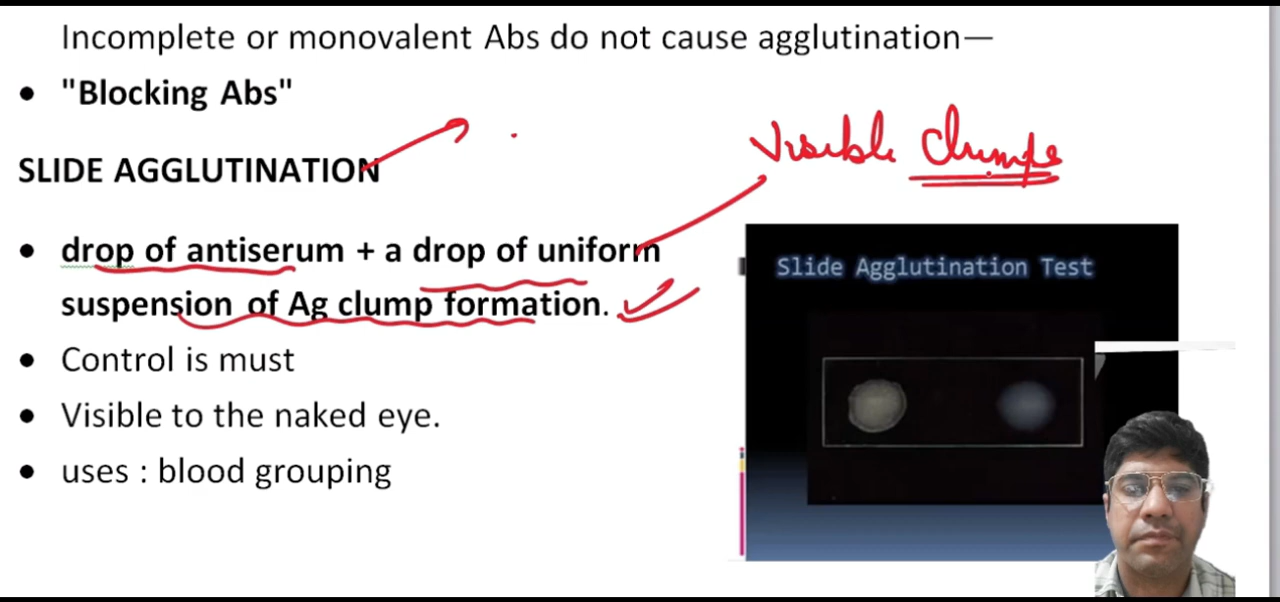 Incomplete or monovalent Abs do not cause agglutination—
• "Blocking Abs"
Visible clumps
SLIDE AGGLUTINATION
• drop of antiserum + a drop of uniform
suspension of Ag clump formation.
Slide Agglutination Test
• Control is must
• Visible to the naked eye.
• uses : blood grouping